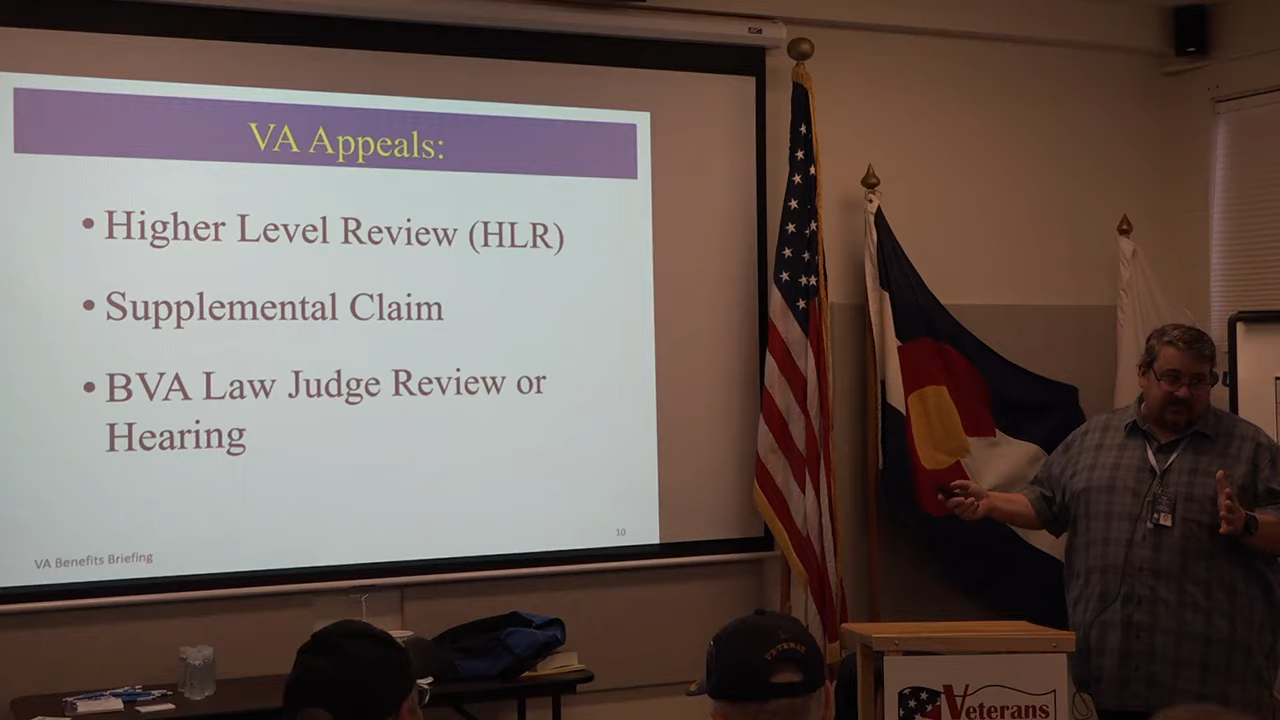 VA Appeals:
• Higher Level Review (HLR)
• Supplemental Claim
• BVA Law Judge Review or
Hearing
10
VA Benefits Briefing
VETERAN
Veterans